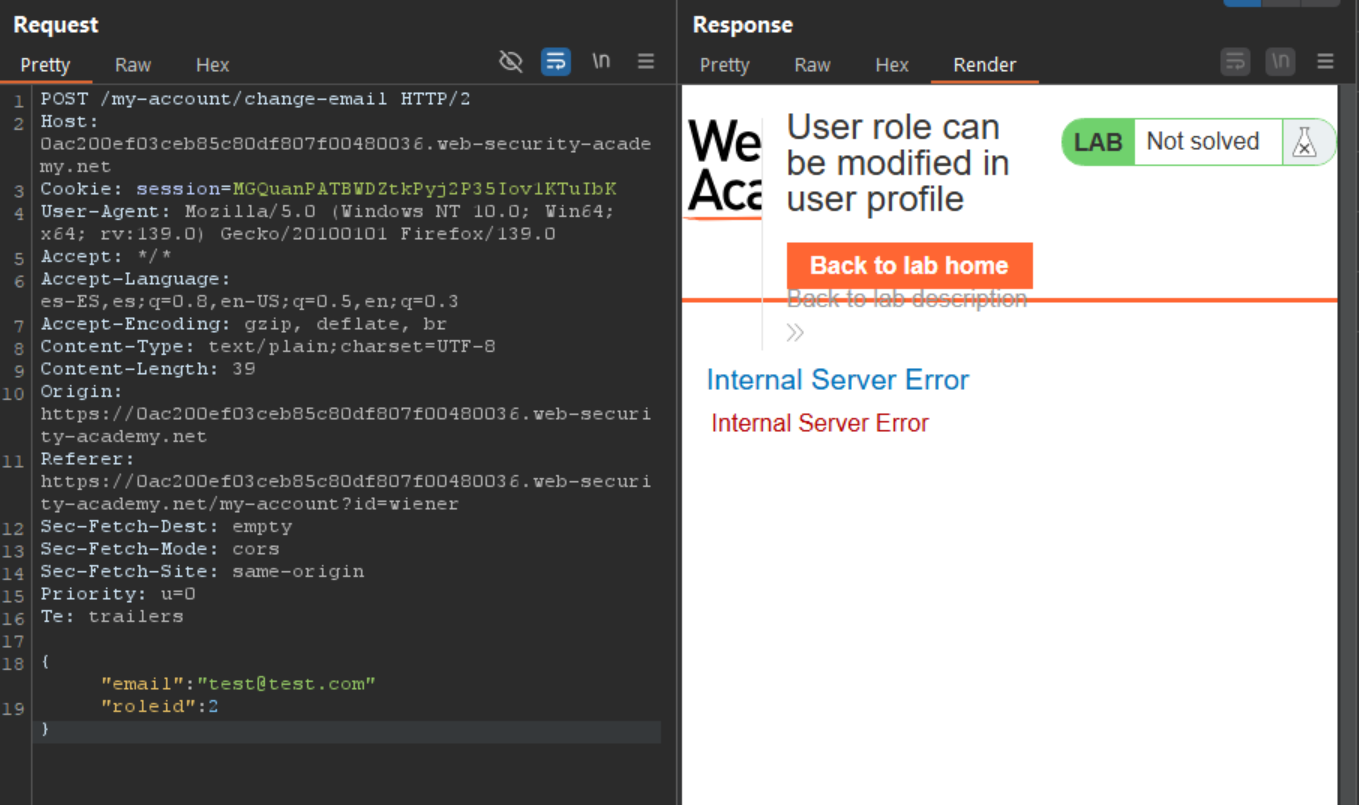 Request
Pretty Raw Hex \n
1 POST /my-account/change-email HTTP/2
2 Host:
0ac200ef03ceb85c80df807f00480036.web-security-acade
my.net
3 Cookie: session=MGQuanPATBWDZtkPyj2P35Iov1KTuIbK
4 User-Agent: Mozilla/5.0 (Windows NT 10.0; Win64;
x64; rv:139.0) Gecko/20100101 Firefox/139.0
5 Accept: */*
6 Accept-Language:
es-ES,es;q=0.8,en-US;q=0.5,en;q=0.3
7 Accept-Encoding: gzip, deflate, br
8 Content-Type: text/plain;charset=UTF-8
9 Content-Length: 39
10 Origin:
https://0ac200ef03ceb85c80df807f00480036.web-securi
ty-academy.net
11 Referer:
https://0ac200ef03ceb85c80df807f00480036.web-securi
ty-academy.net/my-account?id=wiener
12 Sec-Fetch-Dest: empty
13 Sec-Fetch-Mode: cors
14 Sec-Fetch-Site: same-origin
15 Priority: u=0
16 Te: trailers
17
18 {
"email":"test@test.com"
19 "roleid":2
}
Response
Pretty Raw Hex Render \n
We
Aca
User role can
be modified in
user profile
LAB Not solved
Back to lab home
Back to lab description
Internal Server Error
Internal Server Error